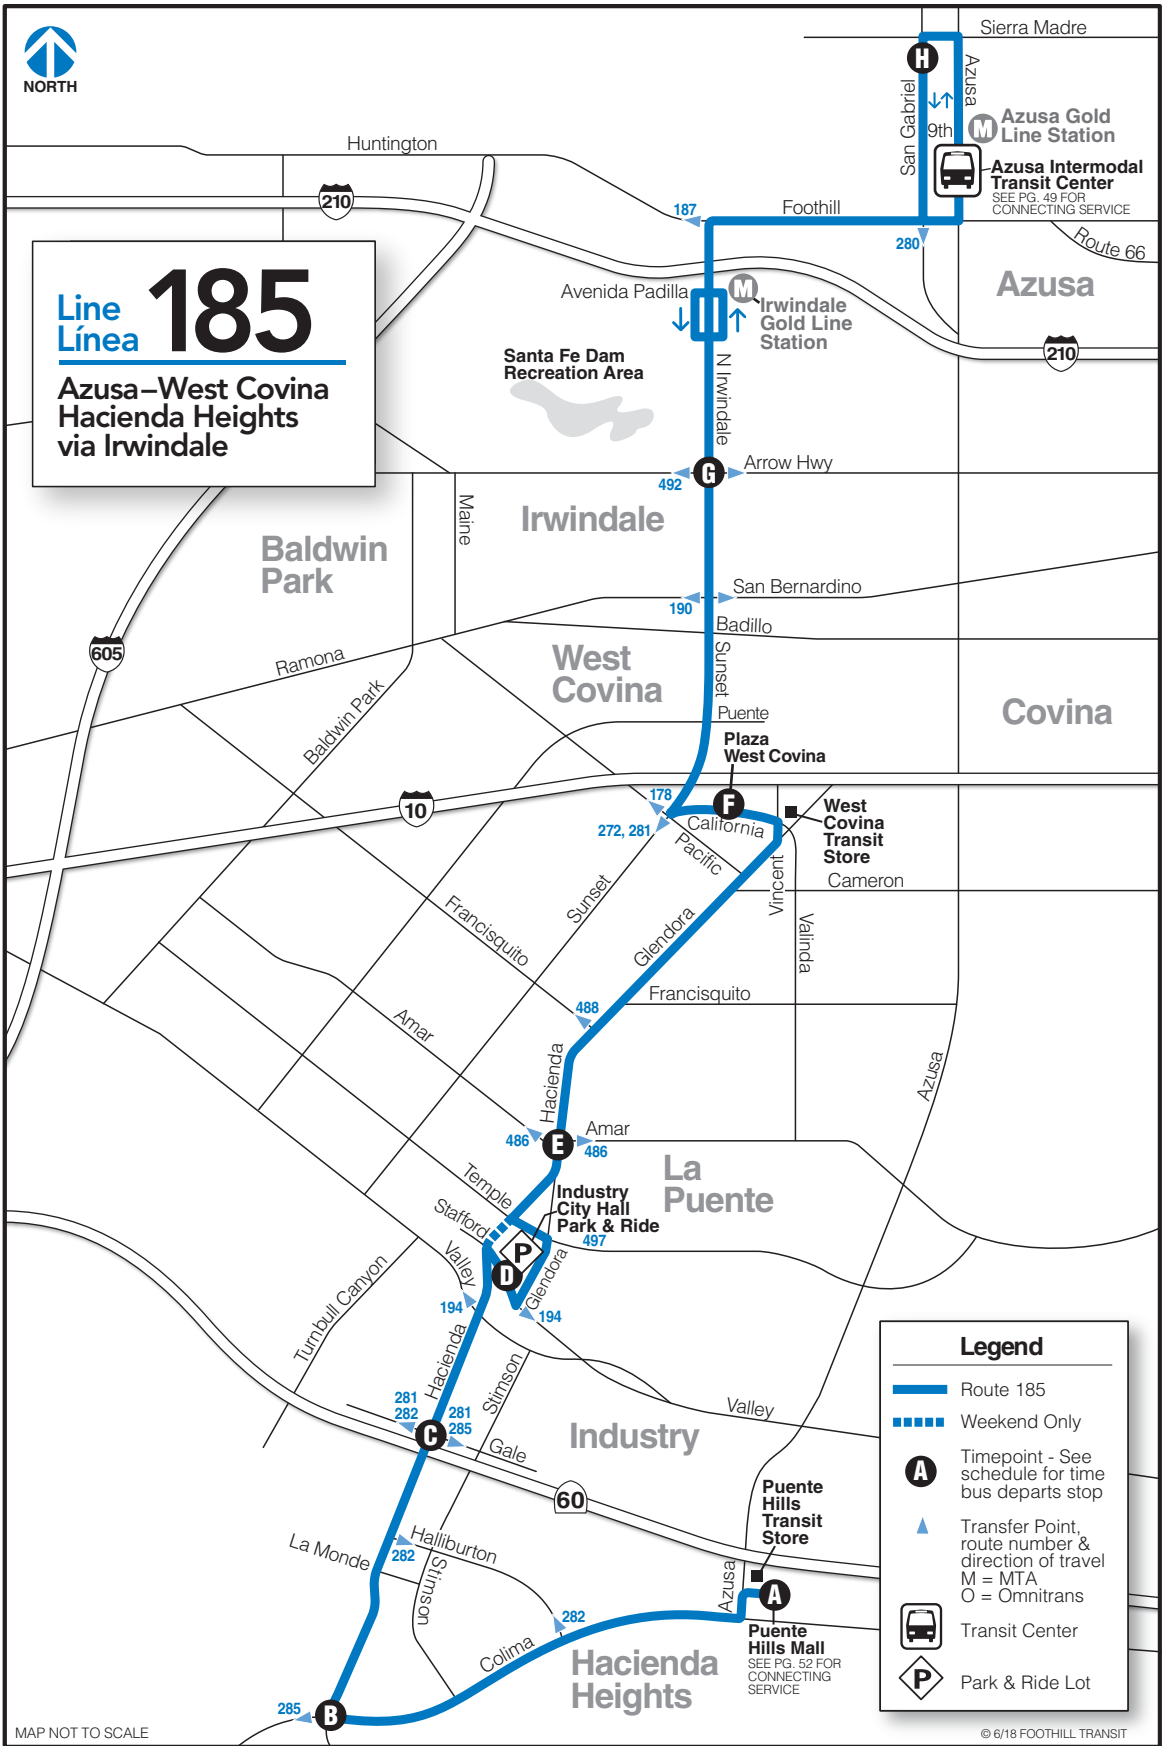 NORTH
Sierra Madre
H
San Gabriel
Azusa
9th
M
Azusa Gold
Line Station
Azusa Intermodal
Transit Center
SEE PG. 49 FOR
CONNECTING SERVICE
Huntington
210
187
Foothill
280
Route 66
Azusa
Line
Línea
185
Azusa–West Covina
Hacienda Heights
via Irwindale
Avenida Padilla
M
Irwindale
Gold Line
Station
210
Santa Fe Dam
Recreation Area
N Irwindale
G
Arrow Hwy
492
Maine
Irwindale
Baldwin
Park
San Bernardino
190
Badillo
605
Ramona
West
Covina
Sunset
Baldwin Park
Puente
Covina
Plaza
West Covina
178
F
10
272, 281
California
West
Covina
Transit
Store
Pacific
Vincent
Cameron
Sunset
Francisquito
Glendora
Valinda
Francisquito
488
Amar
Hacienda
Azusa
486
E
Amar
486
La
Puente
Temple
Industry
City Hall
Park & Ride
Stafford
497
P
Valley
D
Glendora
194
194
Turnbull Canyon
Hacienda
Stimson
281
282
281
285
C
Valley
Gale
Industry
60
Puente
Hills
Transit
Store
Halliburton
La Monde
282
Stimson
Azusa
A
282
Puente
Hills Mall
SEE PG. 52 FOR
CONNECTING
SERVICE
Colima
Hacienda
Heights
285
B
Legend
Route 185
Weekend Only
A
Timepoint - See
schedule for time
bus departs stop
Transfer Point,
route number &
direction of travel
M = MTA
O = Omnitrans
Transit Center
P
Park & Ride Lot
MAP NOT TO SCALE
© 6/18 FOOTHILL TRANSIT